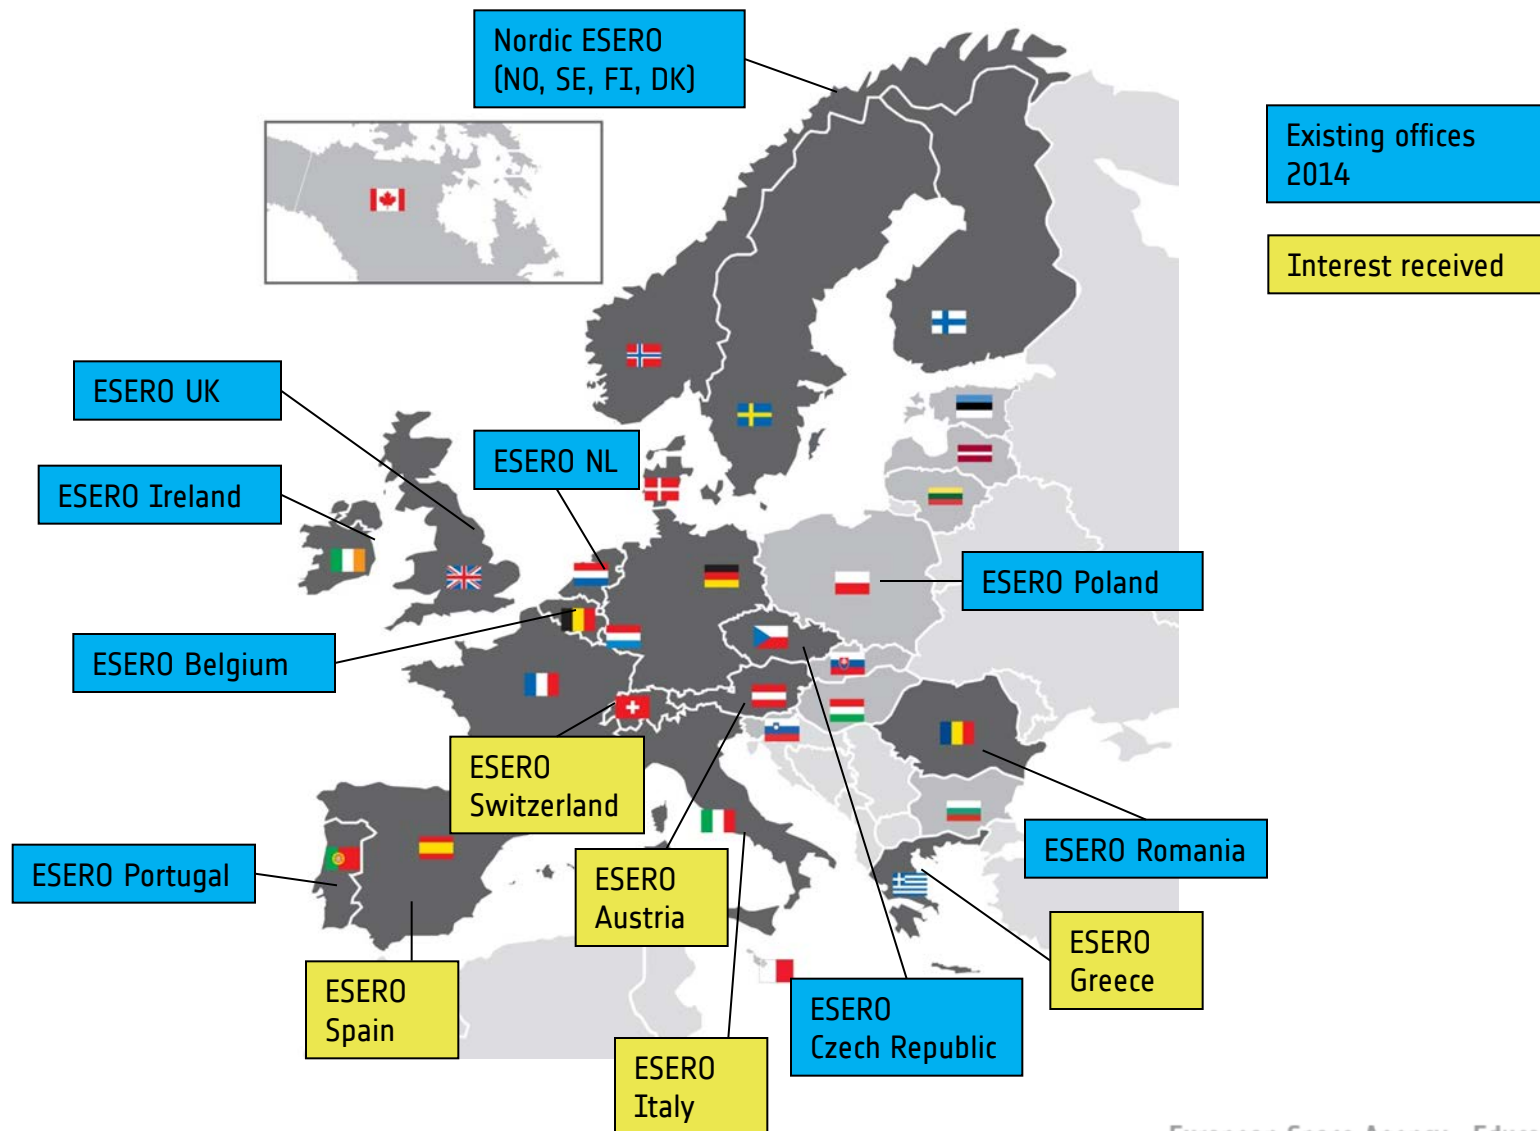 Nordic ESERO
(NO, SE, FI, DK)
Existing offices
2014
Interest received
ESERO UK
ESERO NL
ESERO Ireland
ESERO Poland
ESERO Belgium
ESERO
Switzerland
ESERO Romania
ESERO Portugal
ESERO
Austria
ESERO
Greece
ESERO
Spain
ESERO
Czech Republic
ESERO
Italy